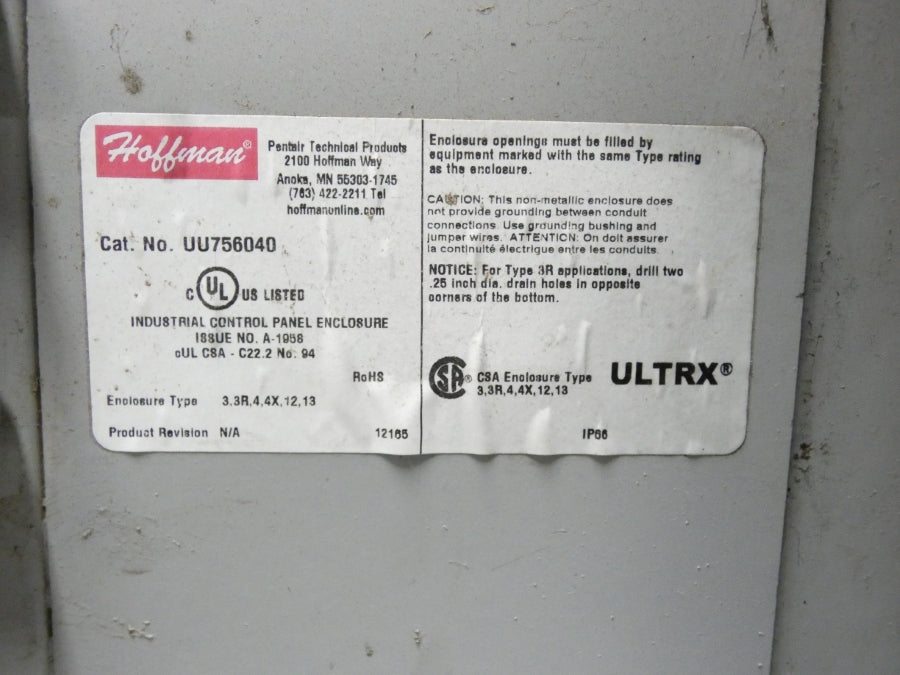 Hoffman®
Pentair Technical Products
2100 Hoffman Way
Anoka, MN 55303-1745
(763) 422-2211 Tel
hoffmanonline.com
Cat. No. UU756040
C UL US LISTED
INDUSTRIAL CONTROL PANEL ENCLOSURE
ISSUE NO. A-1958
cUL CSA - C22.2 No. 94
RoHS
Enclosure Type 3,3R,4,4X,12,13
Product Revision N/A 12165
Enclosure openings must be filled by
equipment marked with the same Type rating
as the enclosure.
CAUTION: This non-metallic enclosure does
not provide grounding between conduit
connections. Use grounding bushing and
jumper wires. ATTENTION: On doit assurer
la continuité électrique entre les conduits.
NOTICE: For Type 3R applications, drill two
.25 inch dia. drain holes in opposite
corners of the bottom.
CSA® CSA Enclosure Type ULTRX®
3,3R,4,4X,12,13
IP66